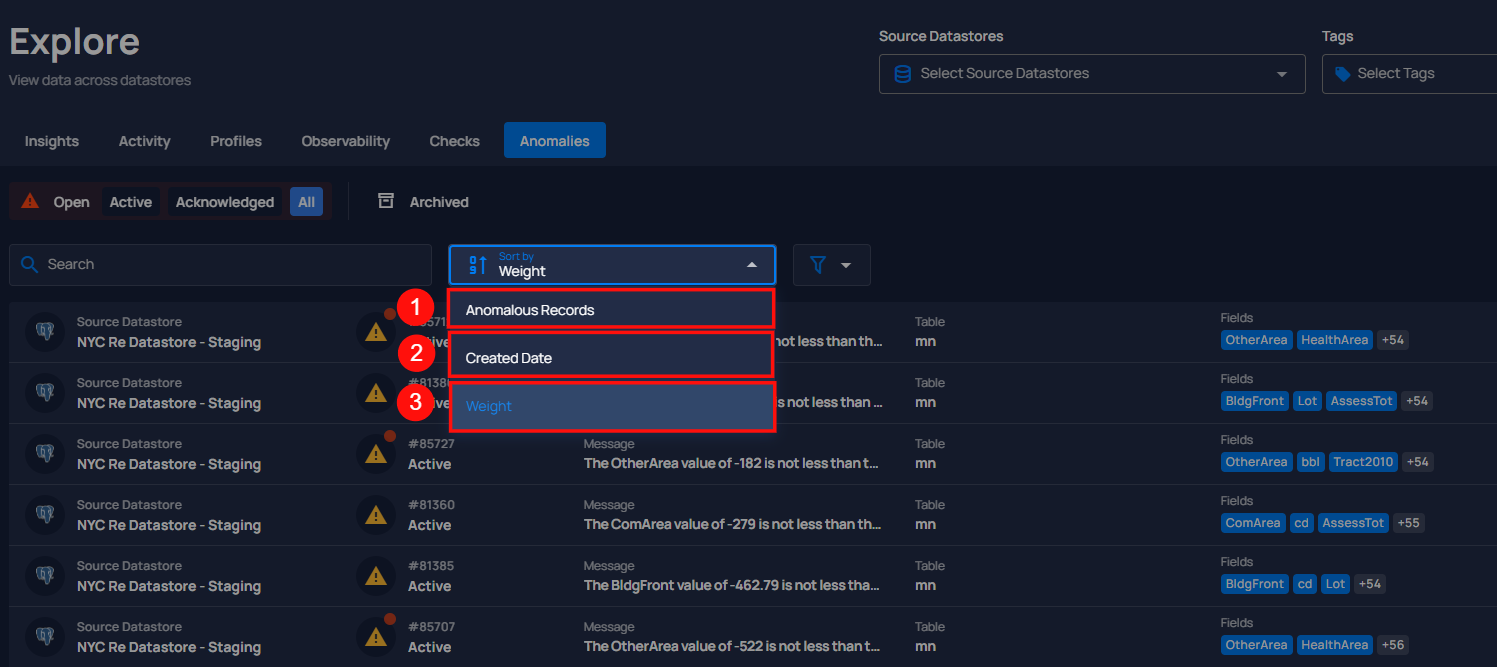 Explore
View data across datastores
Source Datastores
Select Source Datastores
Tags
Select Tags
Insights
Activity
Profiles
Observability
Checks
Anomalies
Open
Active
Acknowledged
All
Archived
Search
Sort by
Weight
1
Anomalous Records
2
Created Date
3
Weight
Source Datastore
NYC Re Datastore - Staging
not less than th...
Table
mn
Fields
OtherArea HealthArea +54
Source Datastore
NYC Re Datastore - Staging
s not less than ...
Table
mn
Fields
BldgFront Lot AssessTot +54
Source Datastore
NYC Re Datastore - Staging
#85727
Active
Message
The OtherArea value of -182 is not less than t...
Table
mn
Fields
OtherArea bbl Tract2010 +54
Source Datastore
NYC Re Datastore - Staging
#81360
Active
Message
The ComArea value of -279 is not less than th...
Table
mn
Fields
ComArea cd AssessTot +55
Source Datastore
NYC Re Datastore - Staging
#81385
Active
Message
The BldgFront value of -462.79 is not less tha...
Table
mn
Fields
BldgFront cd Lot +54
Source Datastore
NYC Re Datastore - Staging
#85707
Active
Message
The OtherArea value of -522 is not less than t...
Table
mn
Fields
OtherArea HealthArea +56